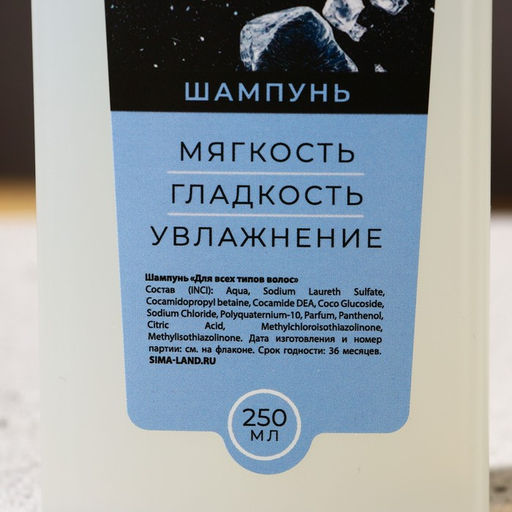 ШАМПУНЬ
МЯГКОСТЬ
ГЛАДКОСТЬ
УВЛАЖНЕНИЕ
Шампунь «Для всех типов волос»
Состав (INCI): Aqua, Sodium Laureth Sulfate,
Cocamidopropyl betaine, Cocamide DEA, Coco Glucoside,
Sodium Chloride, Polyquaternium-10, Parfum, Panthenol,
Citric Acid, Methylchloroisothiazolinone,
Methylisothiazolinone. Дата изготовления и номер
партии: см. на флаконе. Срок годности: 36 месяцев.
SIMA-LAND.RU
250
МЛ